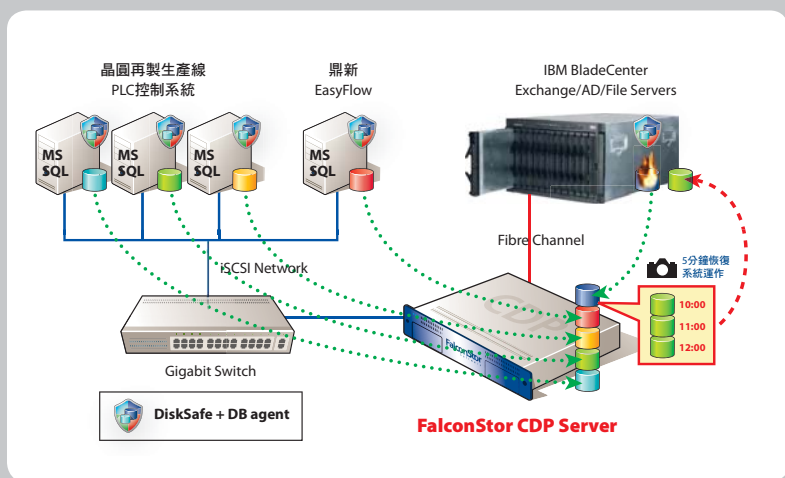 晶圓再製生產線
PLC控制系統
鼎新
EasyFlow
IBM BladeCenter
Exchange/AD/File Servers
MS
SQL
MS
SQL
MS
SQL
MS
SQL
Fibre Channel
iSCSI Network
5分鐘恢復
系統運作
CDP
10:00
11:00
12:00
FalconStor
Gigabit Switch
DiskSafe + DB agent
FalconStor CDP Server